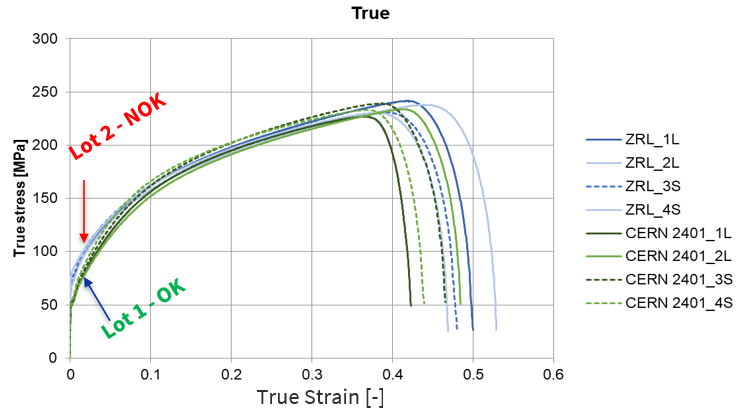 True
300
250
200
150
100
50
0
True stress [MPa]
Lot 2 - NOK
Lot 1 - OK
0
0.1
0.2
0.3
0.4
0.5
0.6
True Strain [-]
ZRL_1L
ZRL_2L
ZRL_3S
ZRL_4S
CERN 2401_1L
CERN 2401_2L
CERN 2401_3S
CERN 2401_4S